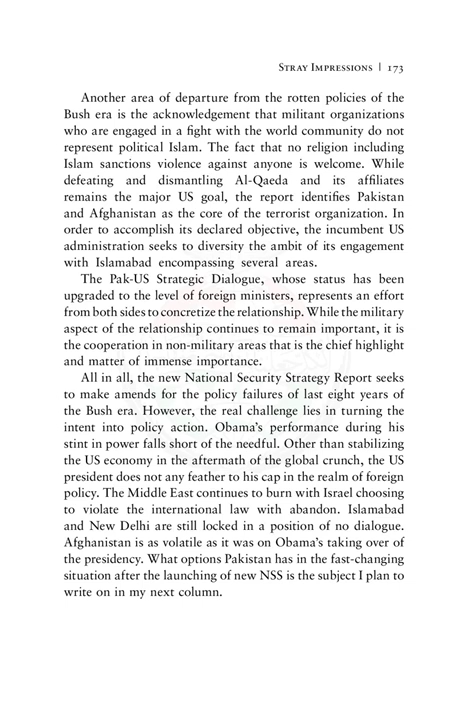 Stray Impressions | 173
Another area of departure from the rotten policies of the
Bush era is the acknowledgement that militant organizations
who are engaged in a fight with the world community do not
represent political Islam. The fact that no religion including
Islam sanctions violence against anyone is welcome. While
defeating and dismantling Al-Qaeda and its affiliates
remains the major US goal, the report identifies Pakistan
and Afghanistan as the core of the terrorist organization. In
order to accomplish its declared objective, the incumbent US
administration seeks to diversity the ambit of its engagement
with Islamabad encompassing several areas.
The Pak-US Strategic Dialogue, whose status has been
upgraded to the level of foreign ministers, represents an effort
from both sides to concretize the relationship. While the military
aspect of the relationship continues to remain important, it is
the cooperation in non-military areas that is the chief highlight
and matter of immense importance.
All in all, the new National Security Strategy Report seeks
to make amends for the policy failures of last eight years of
the Bush era. However, the real challenge lies in turning the
intent into policy action. Obama's performance during his
stint in power falls short of the needful. Other than stabilizing
the US economy in the aftermath of the global crunch, the US
president does not any feather to his cap in the realm of foreign
policy. The Middle East continues to burn with Israel choosing
to violate the international law with abandon. Islamabad
and New Delhi are still locked in a position of no dialogue.
Afghanistan is as volatile as it was on Obama's taking over of
the presidency. What options Pakistan has in the fast-changing
situation after the launching of new NSS is the subject I plan to
write on in my next column.